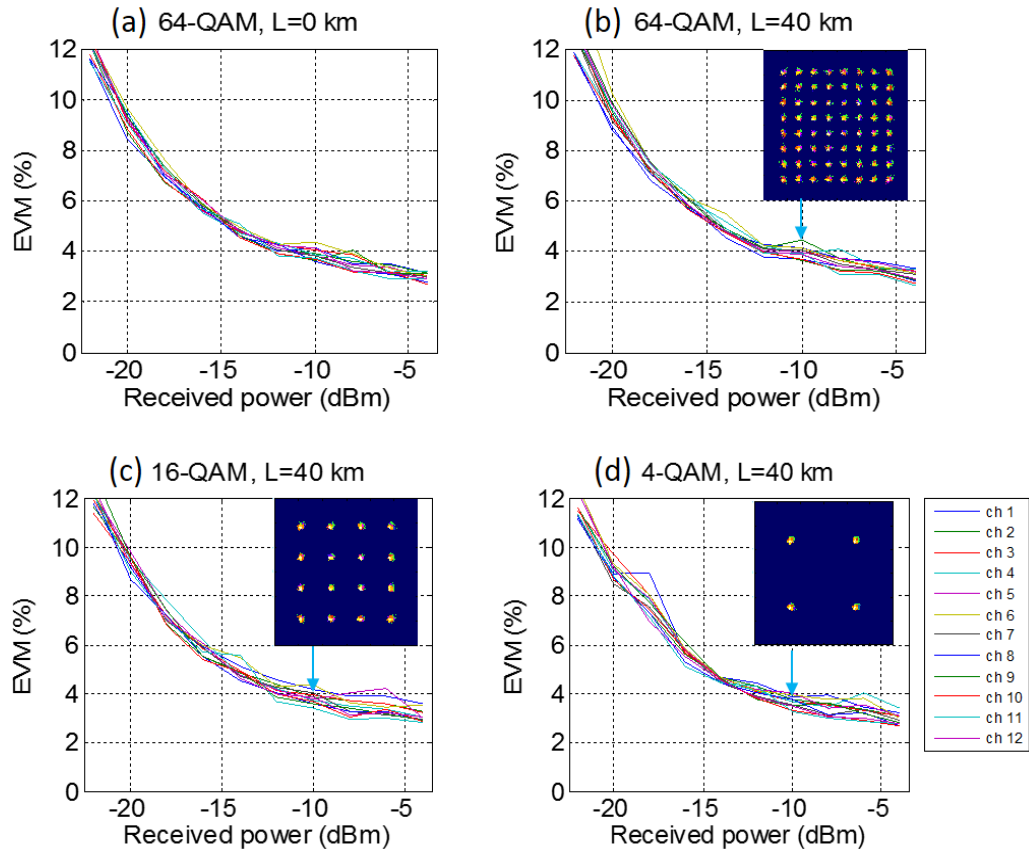 (a) 64-QAM, L=0 km
12
10
8
6
4
2
0
EVM (%)
-20 -15 -10 -5
Received power (dBm)
(b) 64-QAM, L=40 km
12
10
8
6
4
2
0
EVM (%)
-20 -15 -10 -5
Received power (dBm)
(c) 16-QAM, L=40 km
12
10
8
6
4
2
0
EVM (%)
-20 -15 -10 -5
Received power (dBm)
(d) 4-QAM, L=40 km
12
10
8
6
4
2
0
EVM (%)
-20 -15 -10 -5
Received power (dBm)
ch 1
ch 2
ch 3
ch 4
ch 5
ch 6
ch 7
ch 8
ch 9
ch 10
ch 11
ch 12